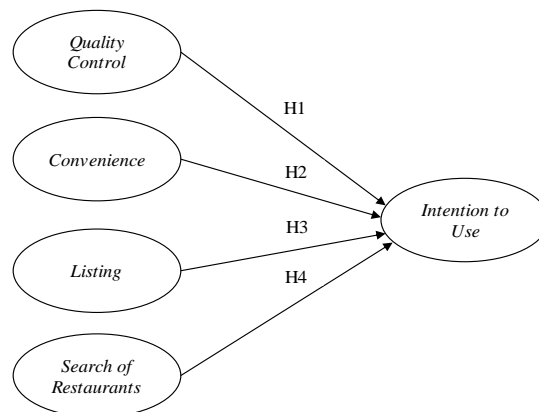 Quality
Control
H1
Convenience
H2
Intention to
Use
H3
Listing
H4
Search of
Restaurants